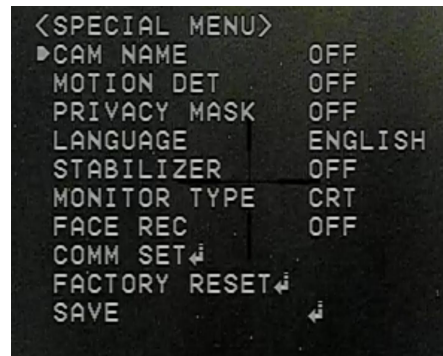 <SPECIAL MENU>
CAM NAME OFF
MOTION DET OFF
PRIVACY MASK OFF
LANGUAGE ENGLISH
STABILIZER OFF
MONITOR TYPE CRT
FACE REC OFF
COMM SET↲
FACTORY RESET↲
SAVE ↲